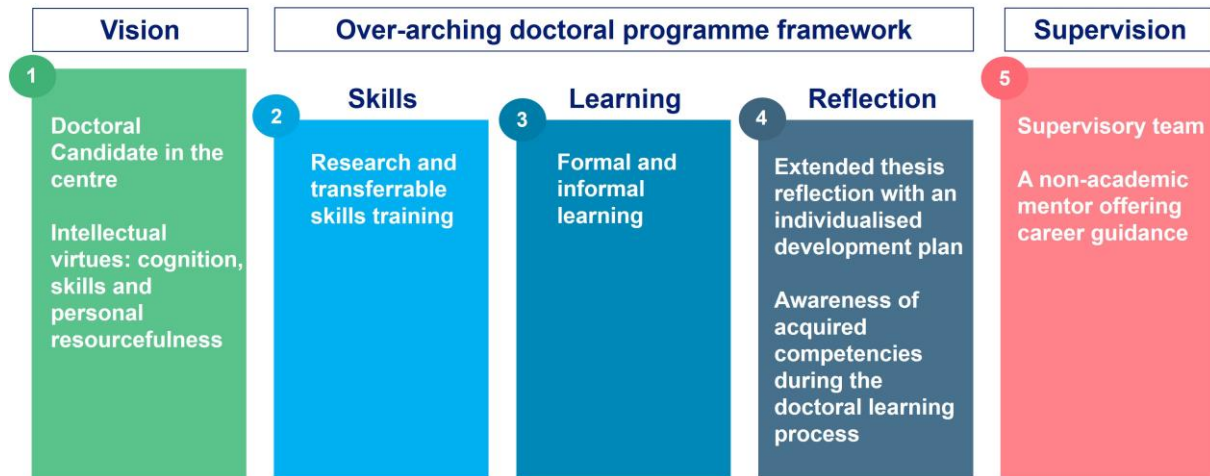 Vision
1
Doctoral
Candidate in the
centre
Intellectual
virtues: cognition,
skills and
personal
resourcefulness
Over-arching doctoral programme framework
Skills
2
Research and
transferrable
skills training
Learning
3
Formal and
informal
learning
Reflection
4
Extended thesis
reflection with an
individualised
development plan
Awareness of
acquired
competencies
during the
doctoral learning
process
Supervision
5
Supervisory team
A non-academic
mentor offering
career guidance